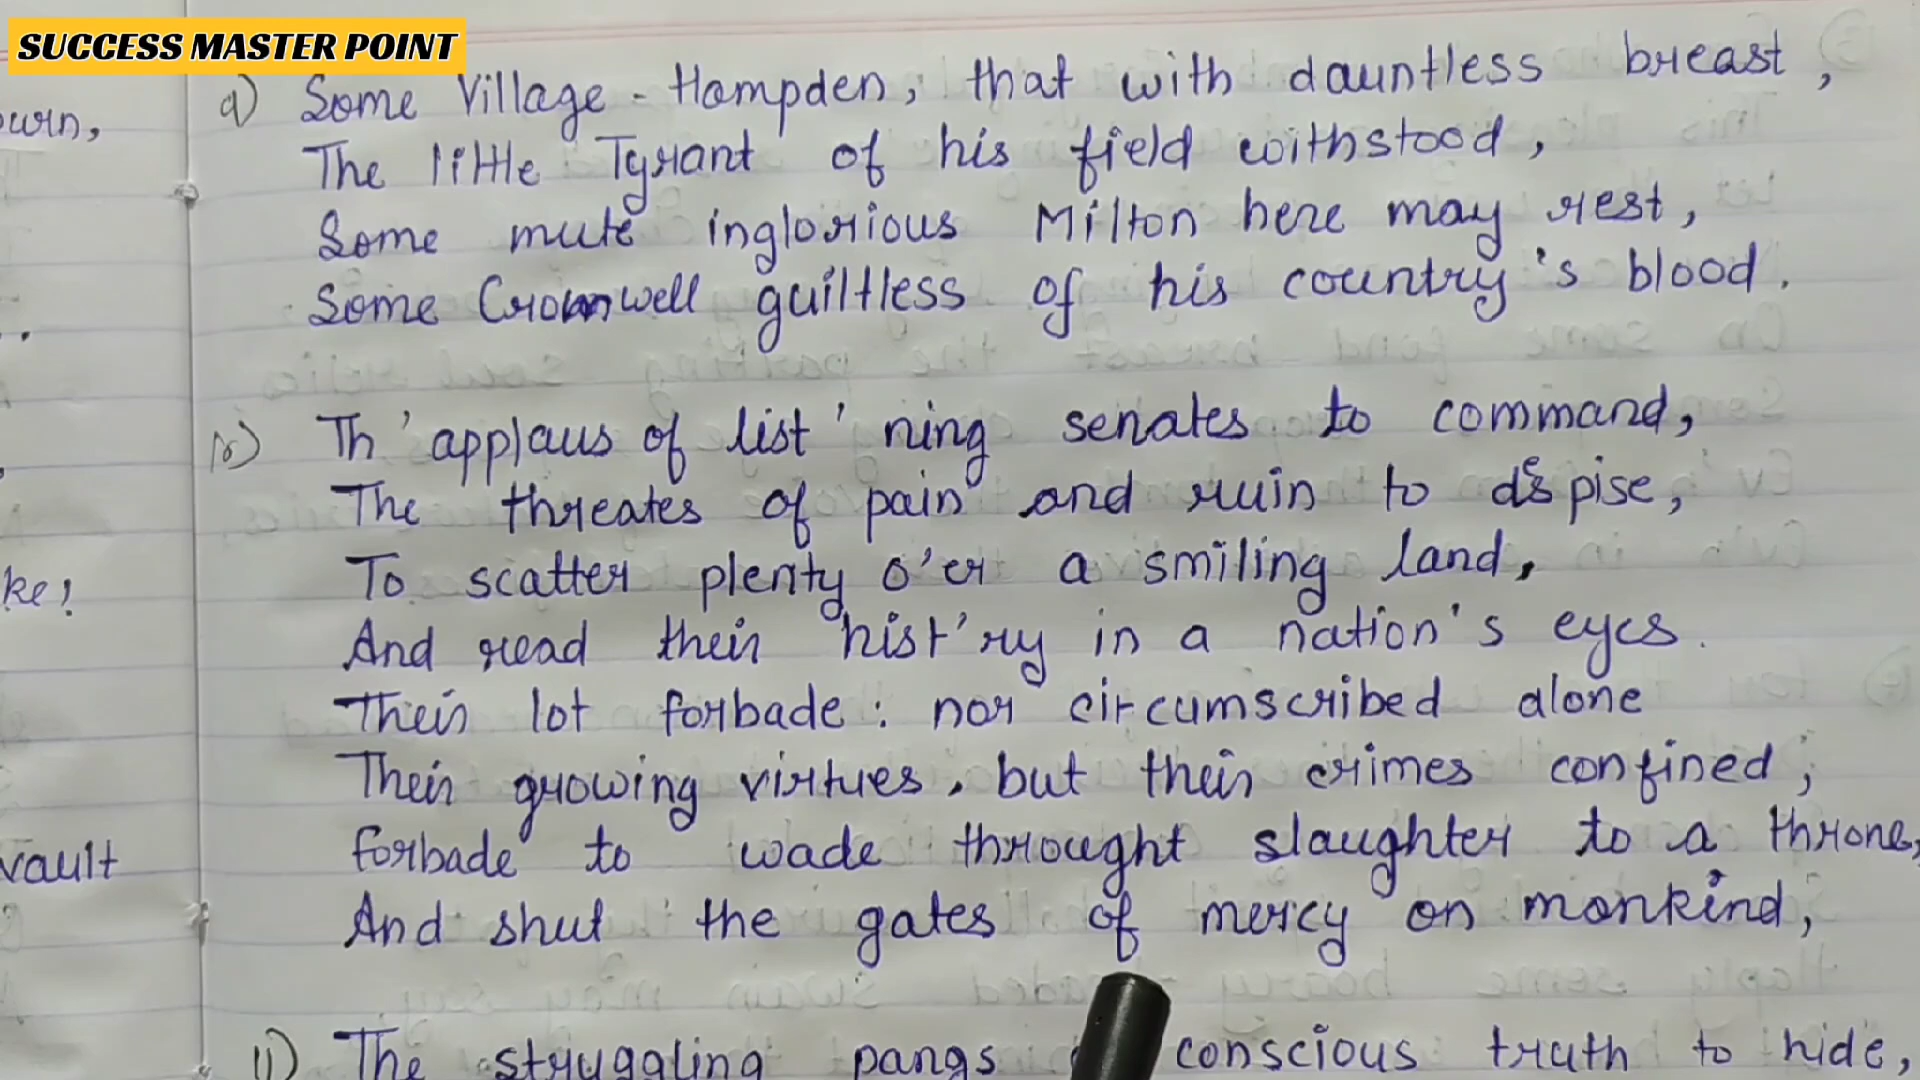 SUCCESS MASTER POINT
own,
9) Some Village - Hampden, that with dauntless breast,
The little Tyrant of his field withstood,
Some mute inglorious Milton here may rest,
Some Cromwell guiltless of his country's blood.
10) Th' applaus of list'ning senates to command,
The threates of pain and ruin to despise,
To scatter plenty o'er a smiling land,
And read their hist'ry in a nation's eyes.
ke!
Their lot forbade: nor circumscribed alone
Their growing virtues, but their crimes confined;
vault
Forbade to wade throught slaughter to a throne,
And shut the gates of mercy on mankind,
11) The struggling pangs conscious truth to hide,